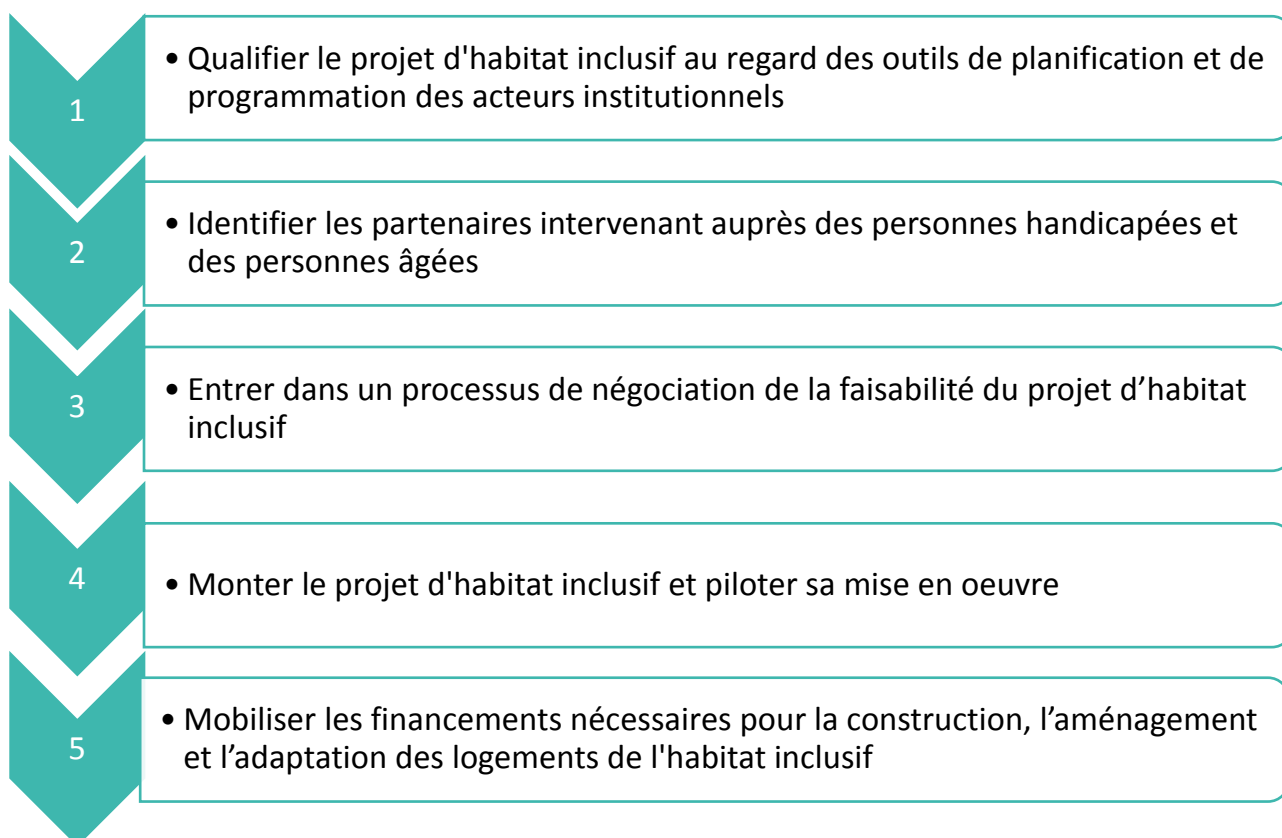 1
• Qualifier le projet d'habitat inclusif au regard des outils de planification et de
programmation des acteurs institutionnels
2
• Identifier les partenaires intervenant auprès des personnes handicapées et
des personnes âgées
3
• Entrer dans un processus de négociation de la faisabilité du projet d’habitat
inclusif
4
• Monter le projet d'habitat inclusif et piloter sa mise en oeuvre
5
• Mobiliser les financements nécessaires pour la construction, l’aménagement
et l’adaptation des logements de l'habitat inclusif